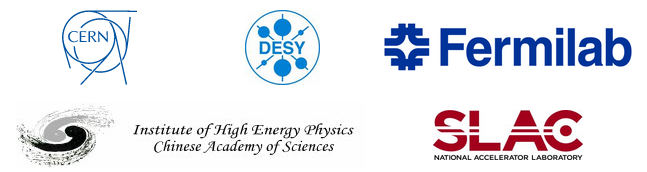 CERN
DESY
Fermilab
Institute of High Energy Physics
Chinese Academy of Sciences
SLAC
NATIONAL ACCELERATOR LABORATORY